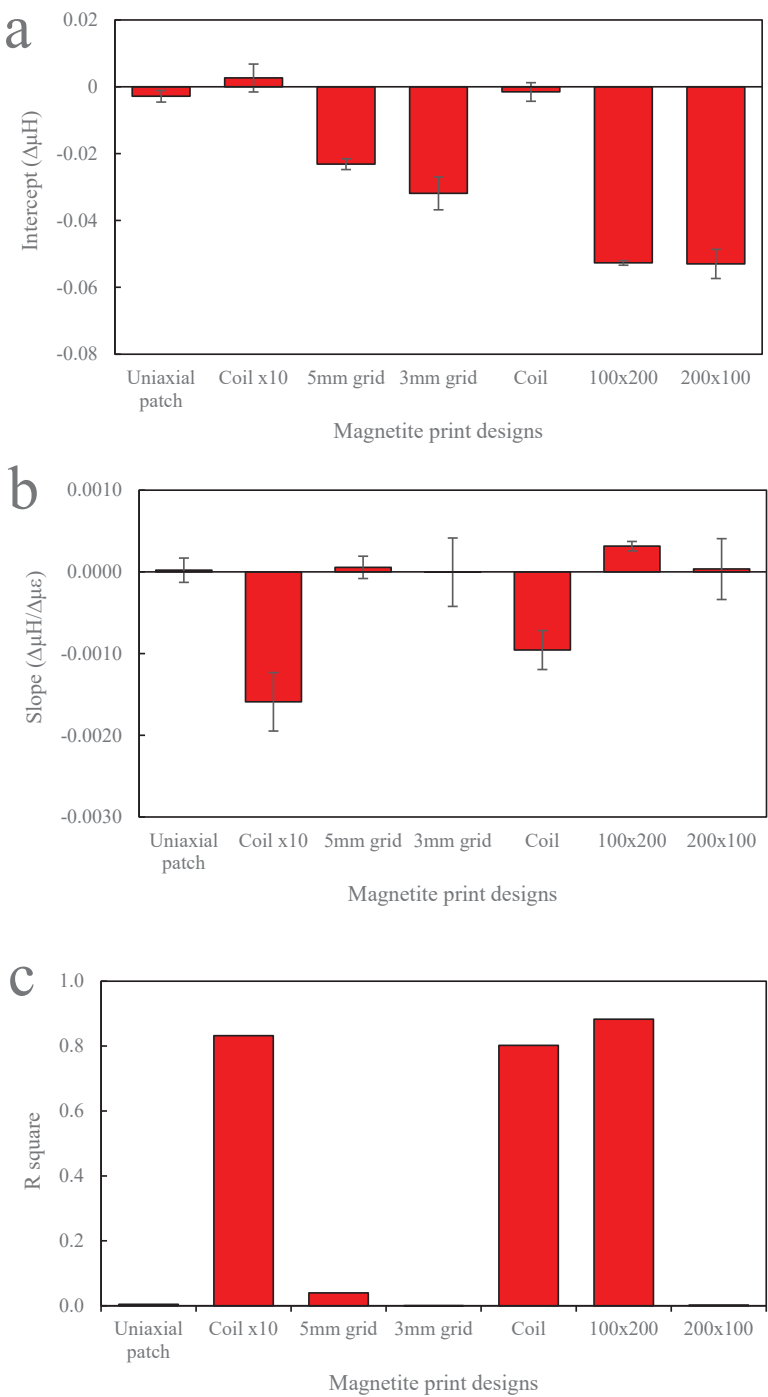 a
0.02
0
-0.02
-0.04
-0.06
-0.08
Intercept (ΔμH)
Uniaxial patch
Coil x10
5mm grid
3mm grid
Coil
100x200
200x100
Magnetite print designs
b
0.0010
0.0000
-0.0010
-0.0020
-0.0030
Slope (ΔμH/Δμε)
Uniaxial patch
Coil x10
5mm grid
3mm grid
Coil
100x200
200x100
Magnetite print designs
c
1.0
0.8
0.6
0.4
0.2
0.0
R square
Uniaxial patch
Coil x10
5mm grid
3mm grid
Coil
100x200
200x100
Magnetite print designs